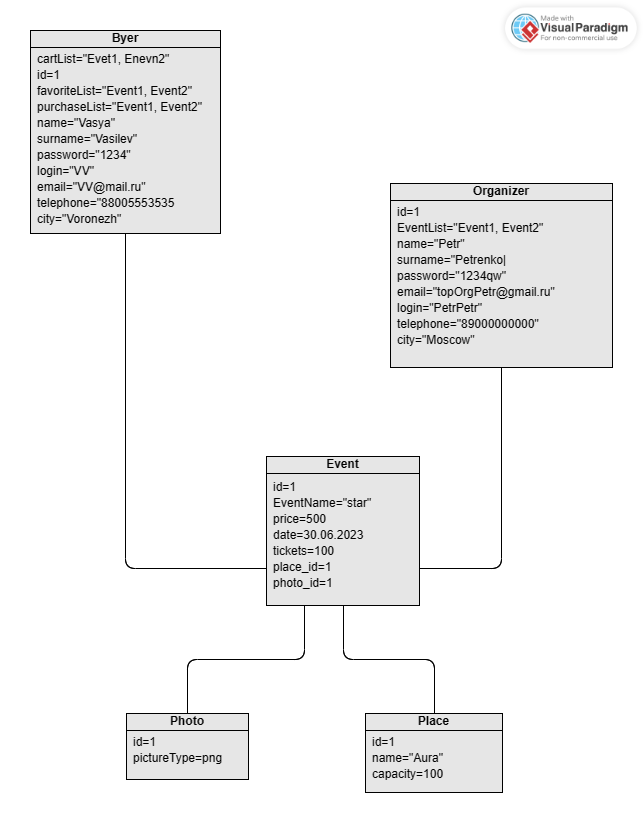 Made with
VisualParadigm
For non-commercial use
Byer
cartList="Evet1, Enevn2"
id=1
favoriteList="Event1, Event2"
purchaseList="Event1, Event2"
name="Vasya"
surname="Vasilev"
password="1234"
login="VV"
email="VV@mail.ru"
telephone="88005553535
city="Voronezh"
Organizer
id=1
EventList="Event1, Event2"
name="Petr"
surname="Petrenko|
password="1234qw"
email="topOrgPetr@gmail.ru"
login="PetrPetr"
telephone="89000000000"
city="Moscow"
Event
id=1
EventName="star"
price=500
date=30.06.2023
tickets=100
place_id=1
photo_id=1
Photo
id=1
pictureType=png
Place
id=1
name="Aura"
capacity=100